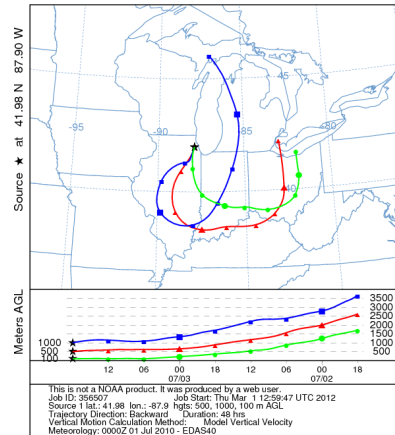 Source ★ at 41.98 N 87.90 W
45
-95
-90
-85
-80
40
Meters AGL
3500
3000
2500
2000
1500
1000
500
1000
500
100
12 06 00 18 12 06 00 18
07/03 07/02
This is not a NOAA product. It was produced by a web user.
Job ID: 356507 Job Start: Thu Mar 1 12:59:47 UTC 2012
Source 1 lat.: 41.98 lon.: -87.9 hgts: 500, 1000, 100 m AGL
Trajectory Direction: Backward Duration: 48 hrs
Vertical Motion Calculation Method: Model Vertical Velocity
Meteorology: 0000Z 01 Jul 2010 - EDAS40